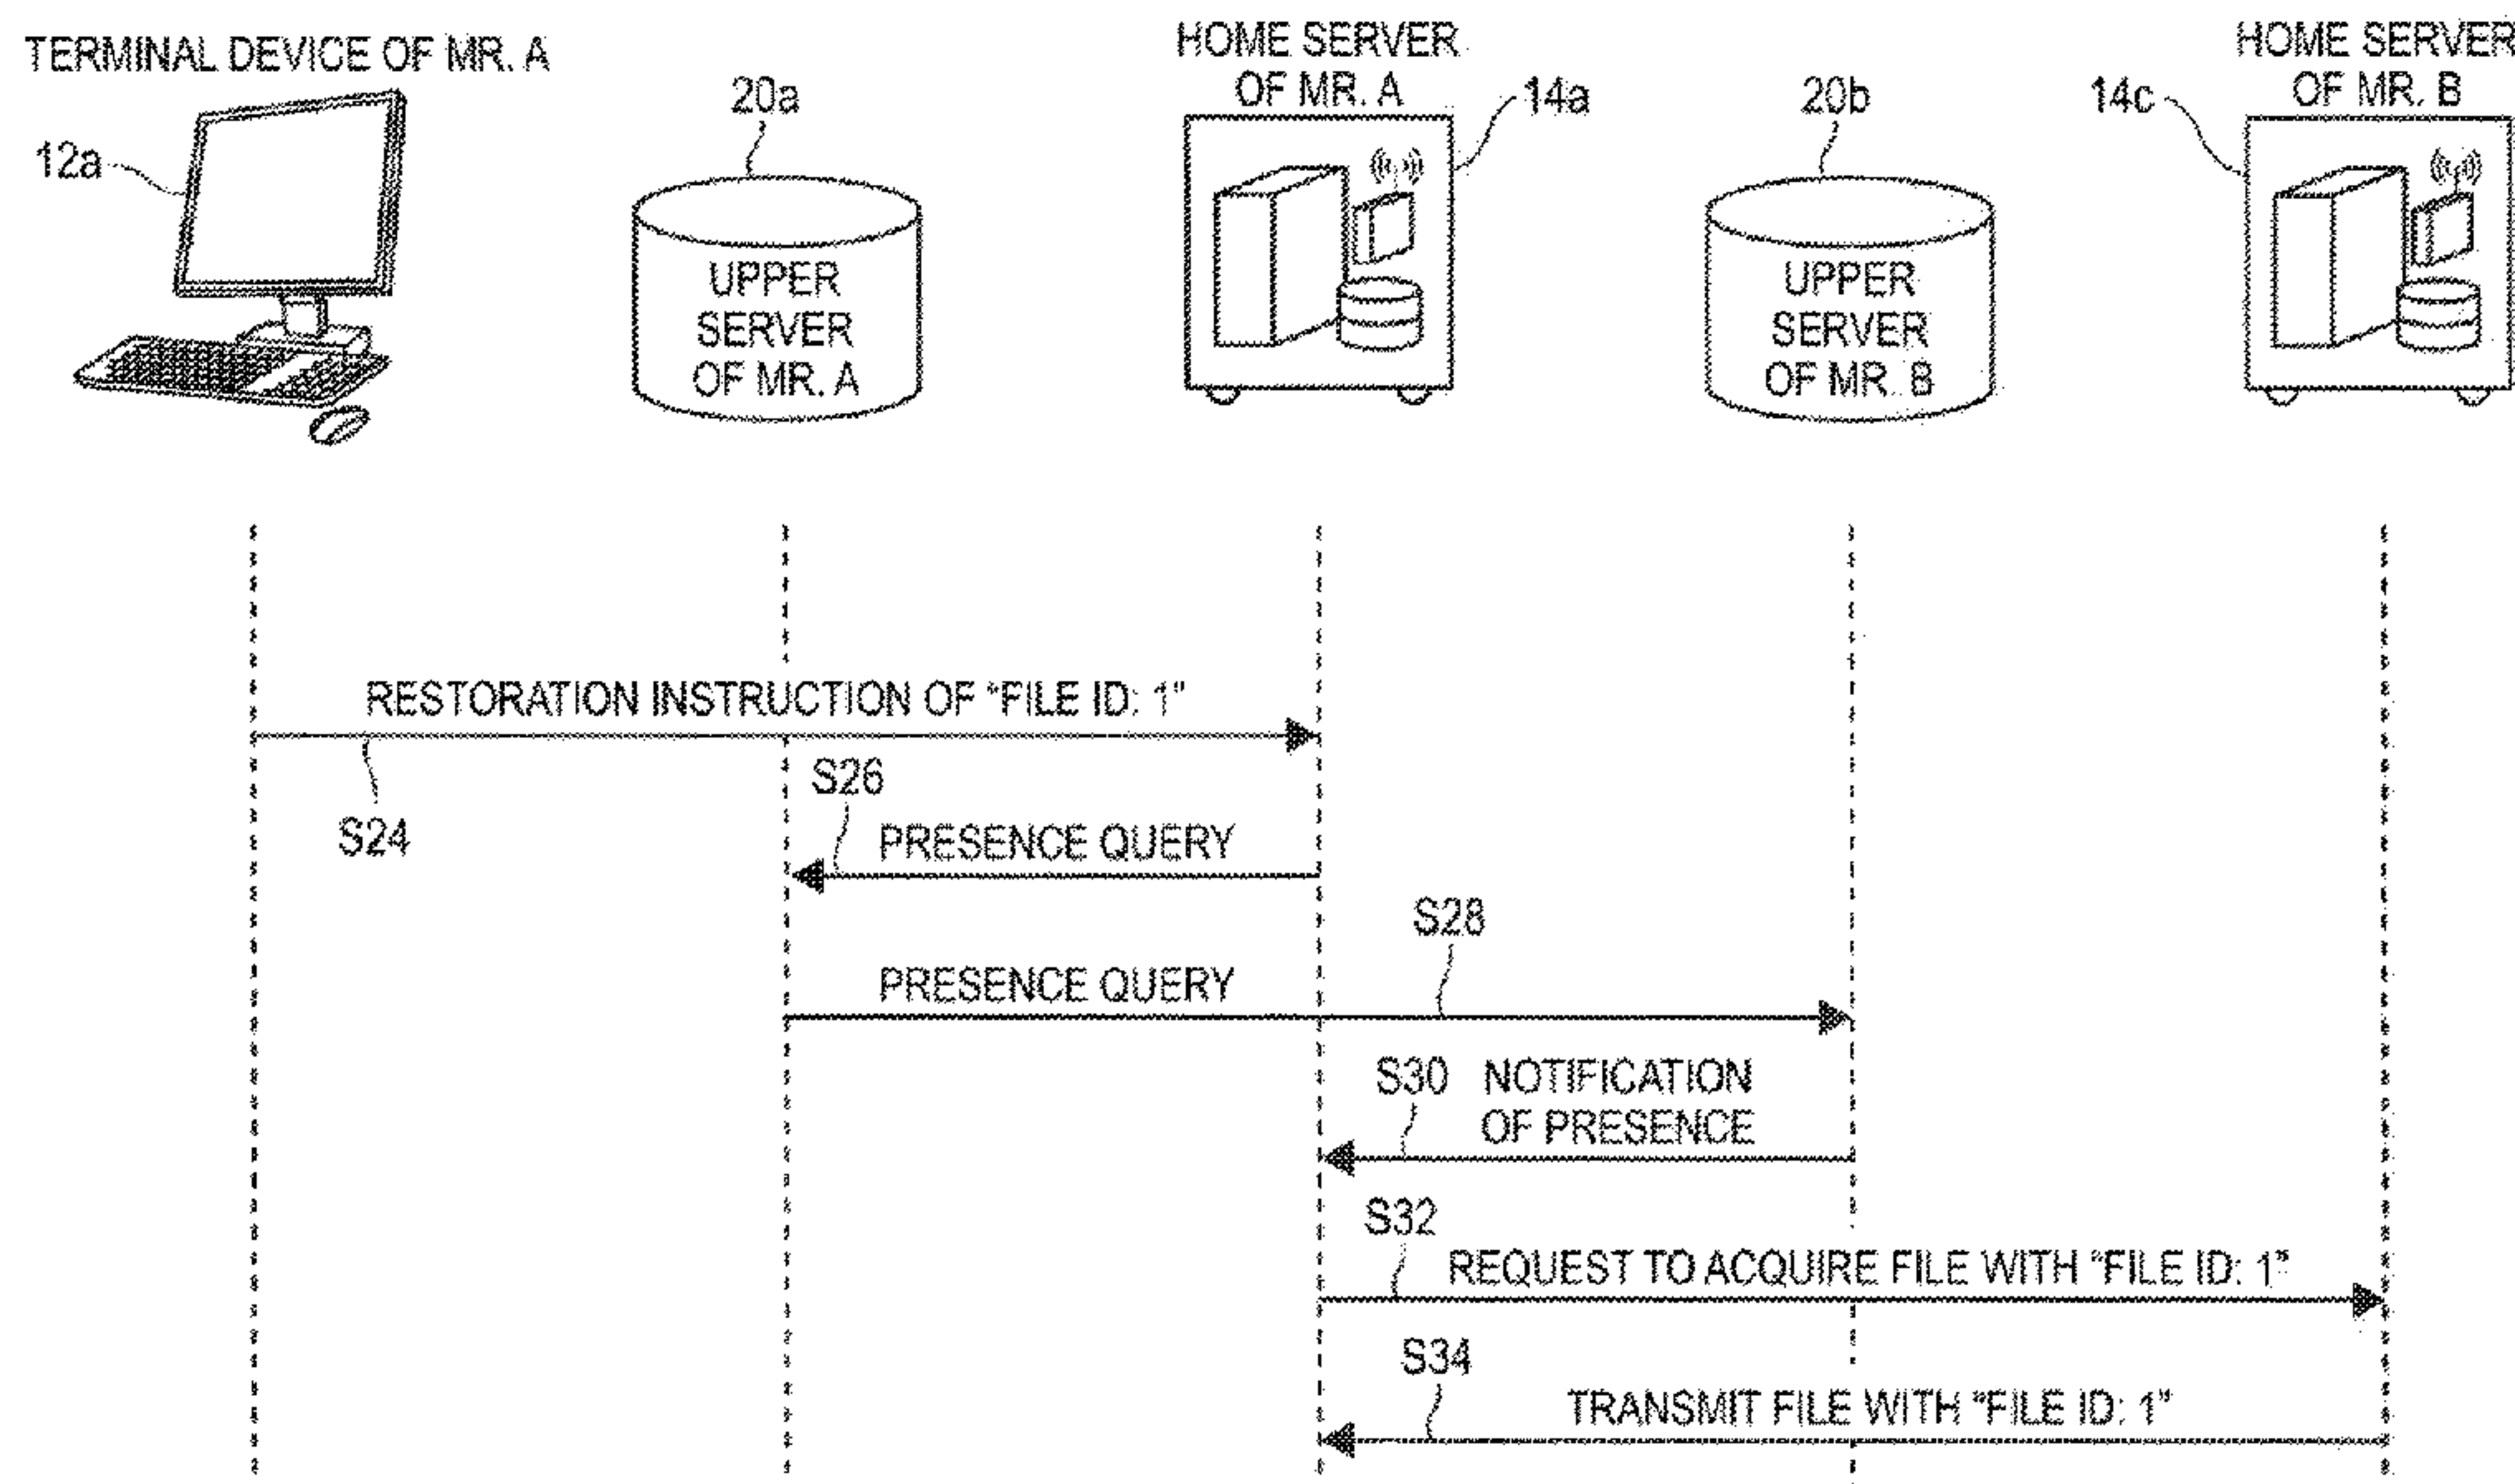 TERMINAL DEVICE OF MR. A
12a
20a
UPPER
SERVER
OF MR. A
HOME SERVER
OF MR. A
14a
20b
UPPER
SERVER
OF MR. B
HOME SERVER
OF MR. B
14c
RESTORATION INSTRUCTION OF "FILE ID: 1"
S24
S26
PRESENCE QUERY
S28
PRESENCE QUERY
S30 NOTIFICATION
OF PRESENCE
S32
REQUEST TO ACQUIRE FILE WITH "FILE ID: 1"
S34
TRANSMIT FILE WITH "FILE ID: 1"